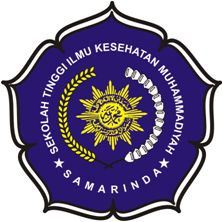 SEKOLAH TINGGI ILMU KESEHATAN MUHAMMADIYAH
★ SAMARINDA ★